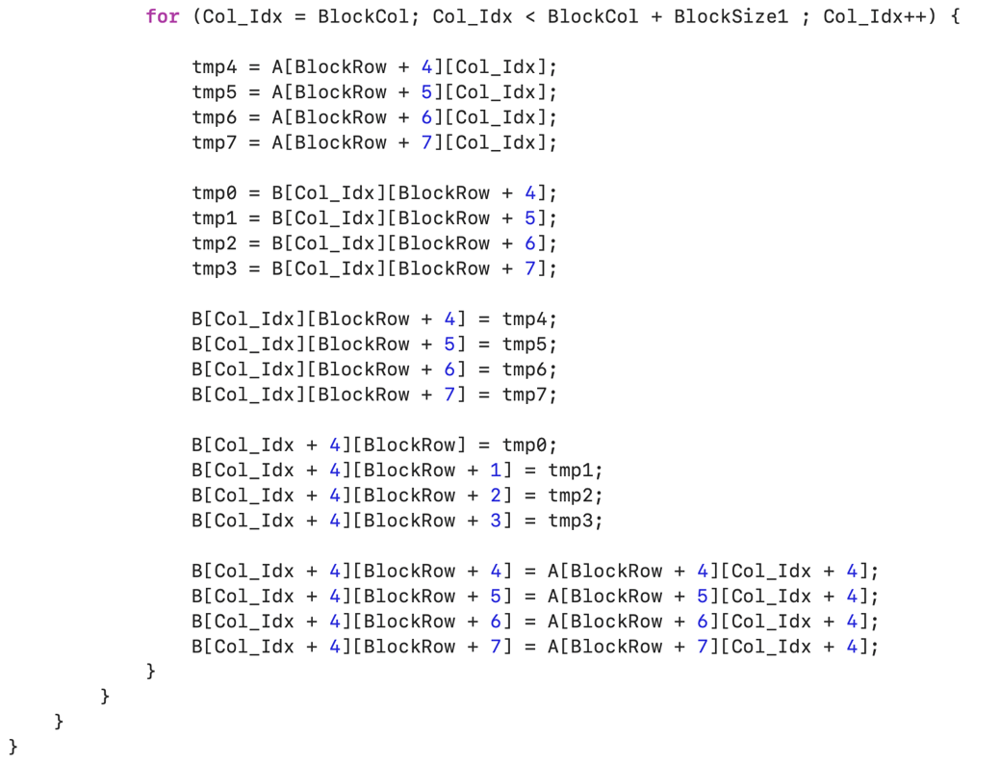 for (Col_Idx = BlockCol; Col_Idx < BlockCol + BlockSize1 ; Col_Idx++) {
tmp4 = A[BlockRow + 4][Col_Idx];
tmp5 = A[BlockRow + 5][Col_Idx];
tmp6 = A[BlockRow + 6][Col_Idx];
tmp7 = A[BlockRow + 7][Col_Idx];
tmp0 = B[Col_Idx][BlockRow + 4];
tmp1 = B[Col_Idx][BlockRow + 5];
tmp2 = B[Col_Idx][BlockRow + 6];
tmp3 = B[Col_Idx][BlockRow + 7];
B[Col_Idx][BlockRow + 4] = tmp4;
B[Col_Idx][BlockRow + 5] = tmp5;
B[Col_Idx][BlockRow + 6] = tmp6;
B[Col_Idx][BlockRow + 7] = tmp7;
B[Col_Idx + 4][BlockRow] = tmp0;
B[Col_Idx + 4][BlockRow + 1] = tmp1;
B[Col_Idx + 4][BlockRow + 2] = tmp2;
B[Col_Idx + 4][BlockRow + 3] = tmp3;
B[Col_Idx + 4][BlockRow + 4] = A[BlockRow + 4][Col_Idx + 4];
B[Col_Idx + 4][BlockRow + 5] = A[BlockRow + 5][Col_Idx + 4];
B[Col_Idx + 4][BlockRow + 6] = A[BlockRow + 6][Col_Idx + 4];
B[Col_Idx + 4][BlockRow + 7] = A[BlockRow + 7][Col_Idx + 4];
}
}
}
}